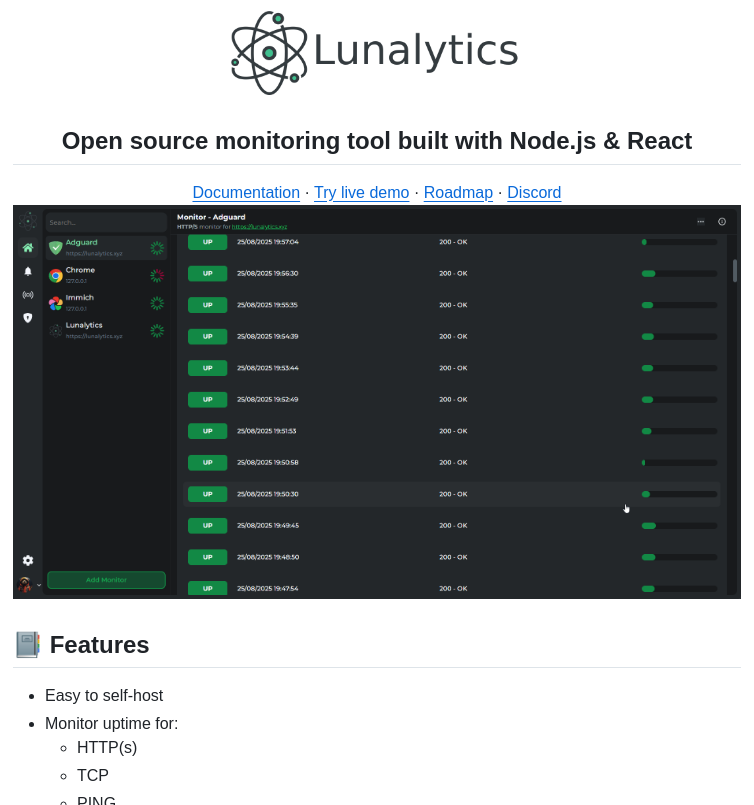 Lunalytics
Open source monitoring tool built with Node.js & React
Documentation · Try live demo · Roadmap · Discord
Search...
Monitor - Adguard
HTTP/S monitor for https://lunalytics.xyz
Adguard
https://lunalytics.xyz
Chrome
127.0.0.1
Immich
127.0.0.1
Lunalytics
https://lunalytics.xyz
Add Monitor
UP 25/08/2025 19:57:04 200 - OK
UP 25/08/2025 19:56:30 200 - OK
UP 25/08/2025 19:55:35 200 - OK
UP 25/08/2025 19:54:39 200 - OK
UP 25/08/2025 19:53:44 200 - OK
UP 25/08/2025 19:52:49 200 - OK
UP 25/08/2025 19:51:53 200 - OK
UP 25/08/2025 19:50:58 200 - OK
UP 25/08/2025 19:50:30 200 - OK
UP 25/08/2025 19:49:45 200 - OK
UP 25/08/2025 19:48:50 200 - OK
UP 25/08/2025 19:47:54 200 - OK
Features
Easy to self-host
Monitor uptime for:
HTTP(s)
TCP
PING